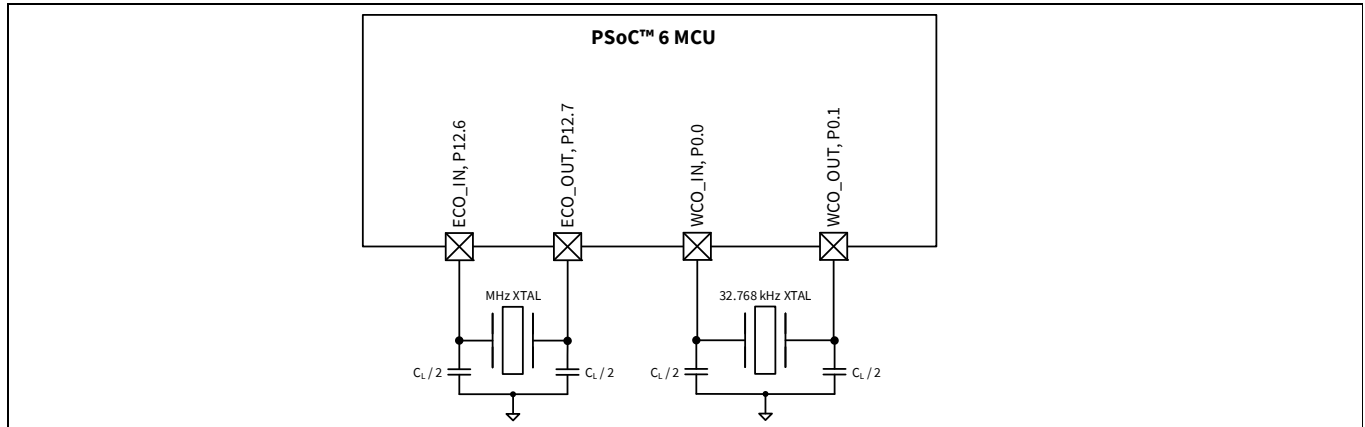 PSoC™ 6 MCU
ECO_IN, P12.6
ECO_OUT, P12.7
WCO_IN, P0.0
WCO_OUT, P0.1
MHz XTAL
32.768 kHz XTAL
CL / 2
CL / 2
CL / 2
CL / 2